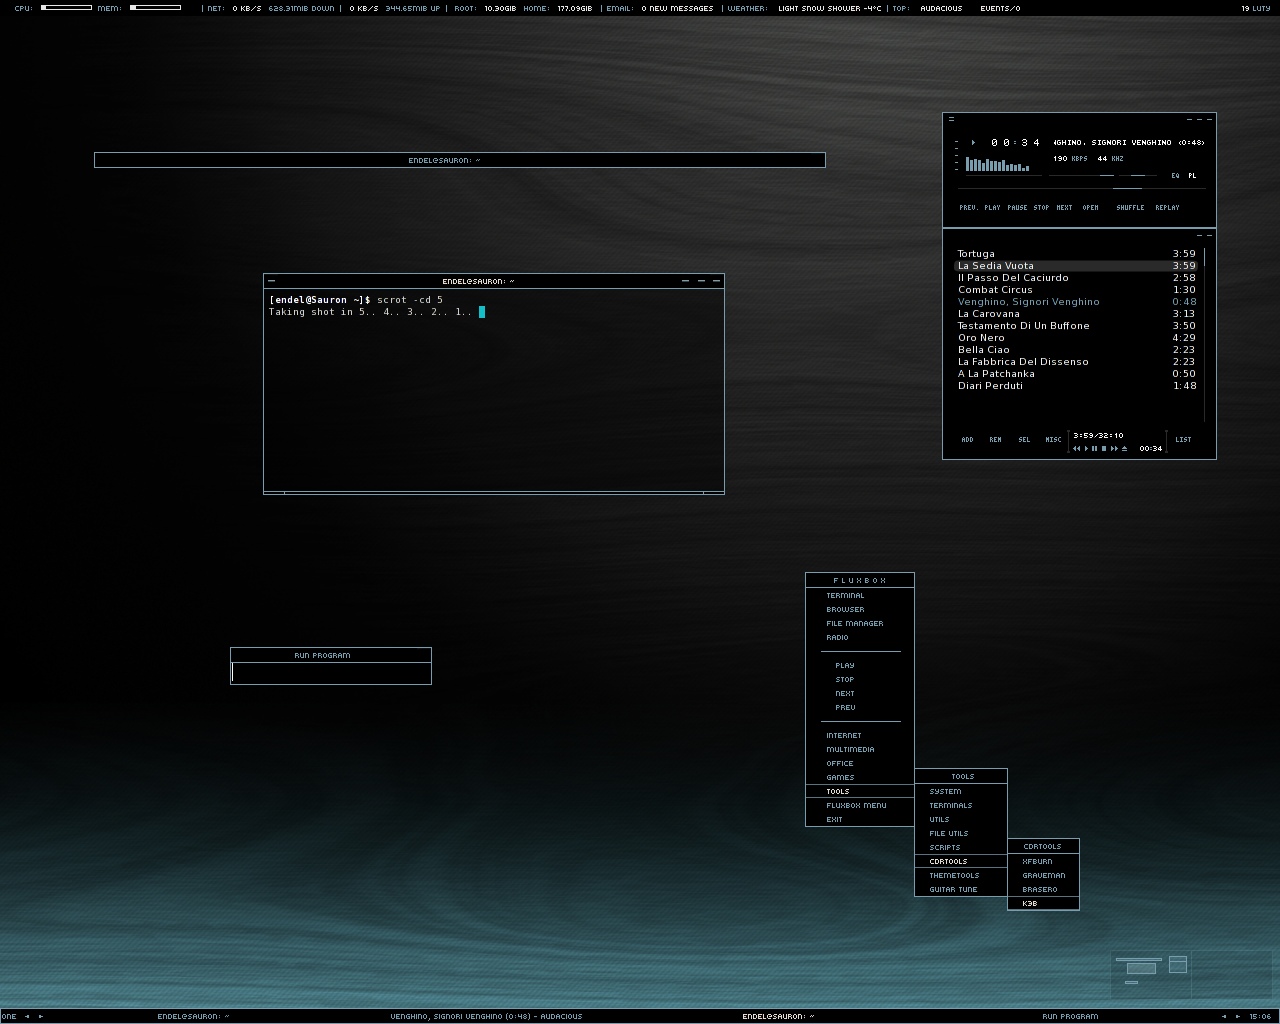 CPU: MEM: | NET: 0 KB/S 628.31MIB DOWN | 0 KB/S 344.65MIB UP | ROOT: 10.30GIB HOME: 177.09GIB | EMAIL: 0 NEW MESSAGES | WEATHER: LIGHT SNOW SHOWER -4°C | TOP: AUDACIOUS EVENTS/0 19 LUTY
ENDEL@SAURON: ~
00:34 GHINO, SIGNORI VENGHINO (0:48)
190 KBPS 44 KHZ
EQ PL
PREV. PLAY PAUSE STOP NEXT OPEN SHUFFLE REPLAY
Tortuga 3:59
La Sedia Vuota 3:59
Il Passo Del Caciurdo 2:58
Combat Circus 1:30
Venghino, Signori Venghino 0:48
La Carovana 3:13
Testamento Di Un Buffone 3:50
Oro Nero 4:29
Bella Ciao 2:23
La Fabbrica Del Dissenso 2:23
A La Patchanka 0:50
Diari Perduti 1:48
ADD REM SEL MISC 3:59/32:10 LIST
00:34
ENDEL@SAURON: ~
[endel@Sauron ~]$ scrot -cd 5
Taking shot in 5.. 4.. 3.. 2.. 1..
RUN PROGRAM
FLUXBOX
TERMINAL
BROWSER
FILE MANAGER
RADIO
PLAY
STOP
NEXT
PREV
INTERNET
MULTIMEDIA
OFFICE
GAMES
TOOLS
FLUXBOX MENU
EXIT
TOOLS
SYSTEM
TERMINALS
UTILS
FILE UTILS
SCRIPTS
CDRTOOLS
THEMETOOLS
GUITAR TUNE
CDRTOOLS
XFBURN
GRAVEMAN
BRASERO
K3B
ONE ENDEL@SAURON: ~ VENGHINO, SIGNORI VENGHINO (0:48) - AUDACIOUS ENDEL@SAURON: ~ RUN PROGRAM 15:06